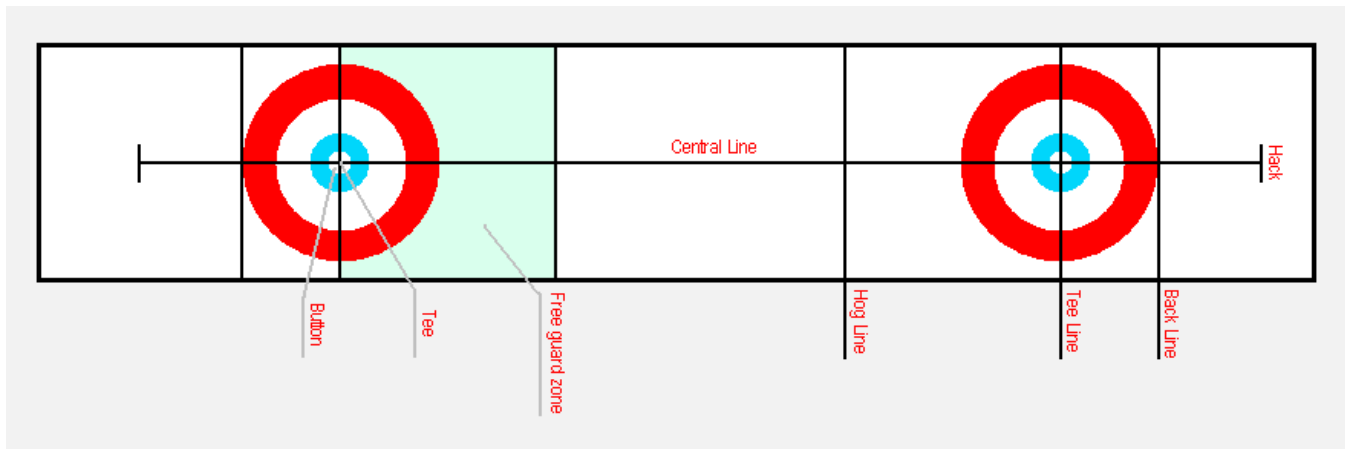 Central Line
Hack
Button
Tee
Free guard zone
Hog Line
Tee Line
Back Line